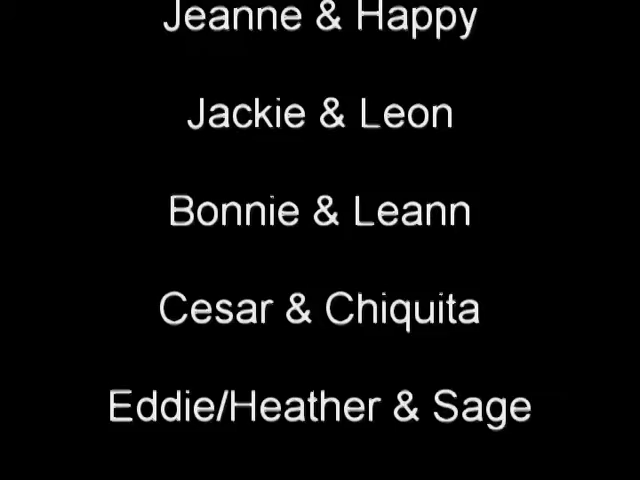 Jeanne & Happy
Jackie & Leon
Bonnie & Leann
Cesar & Chiquita
Eddie/Heather & Sage